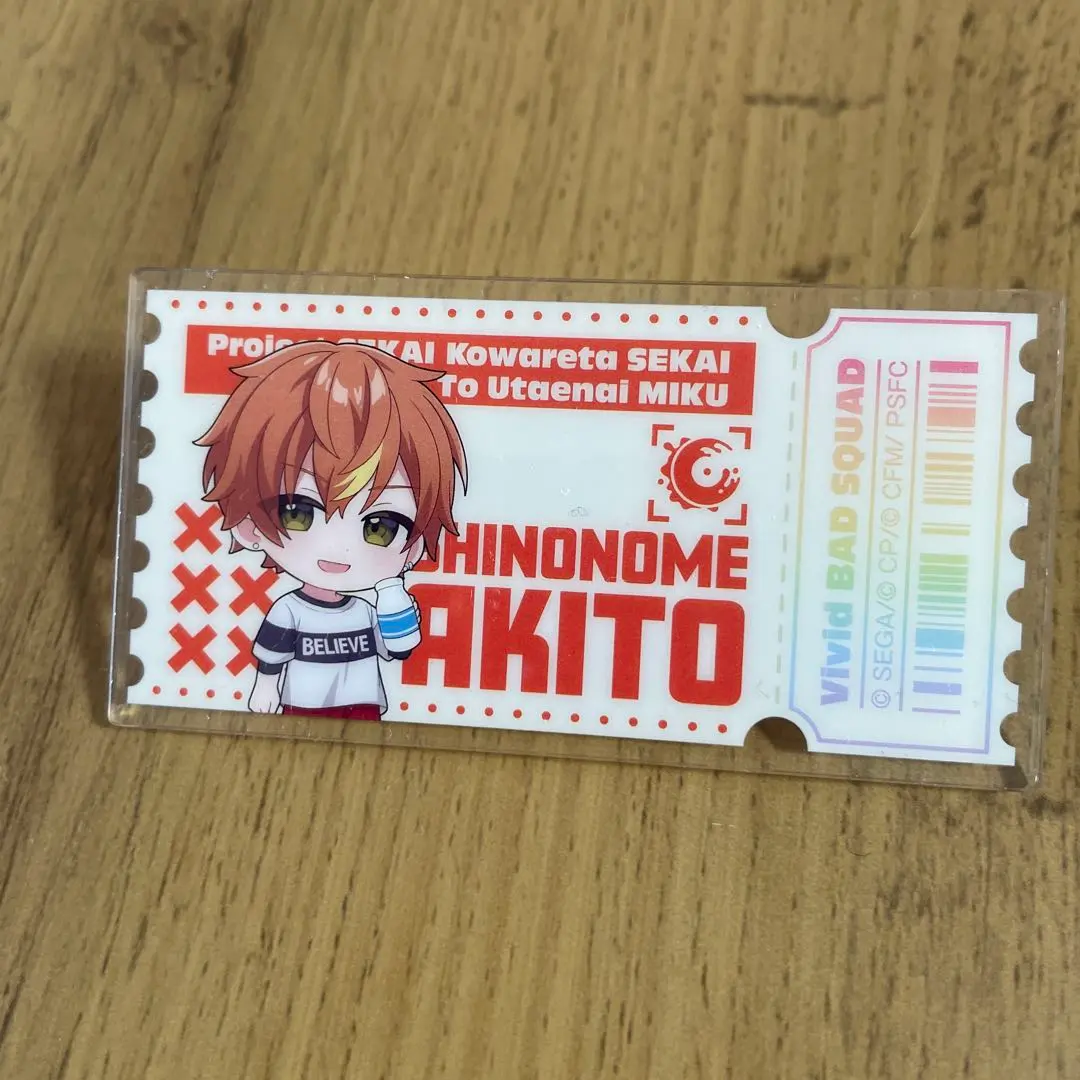 SEKAI Kowareta SEKAI
To Utaenai MIKU
HINONOME
AKITO
BELIEVE
Vivid BAD SQUAD
© SEGA/© CP/© CFM/ PSFC